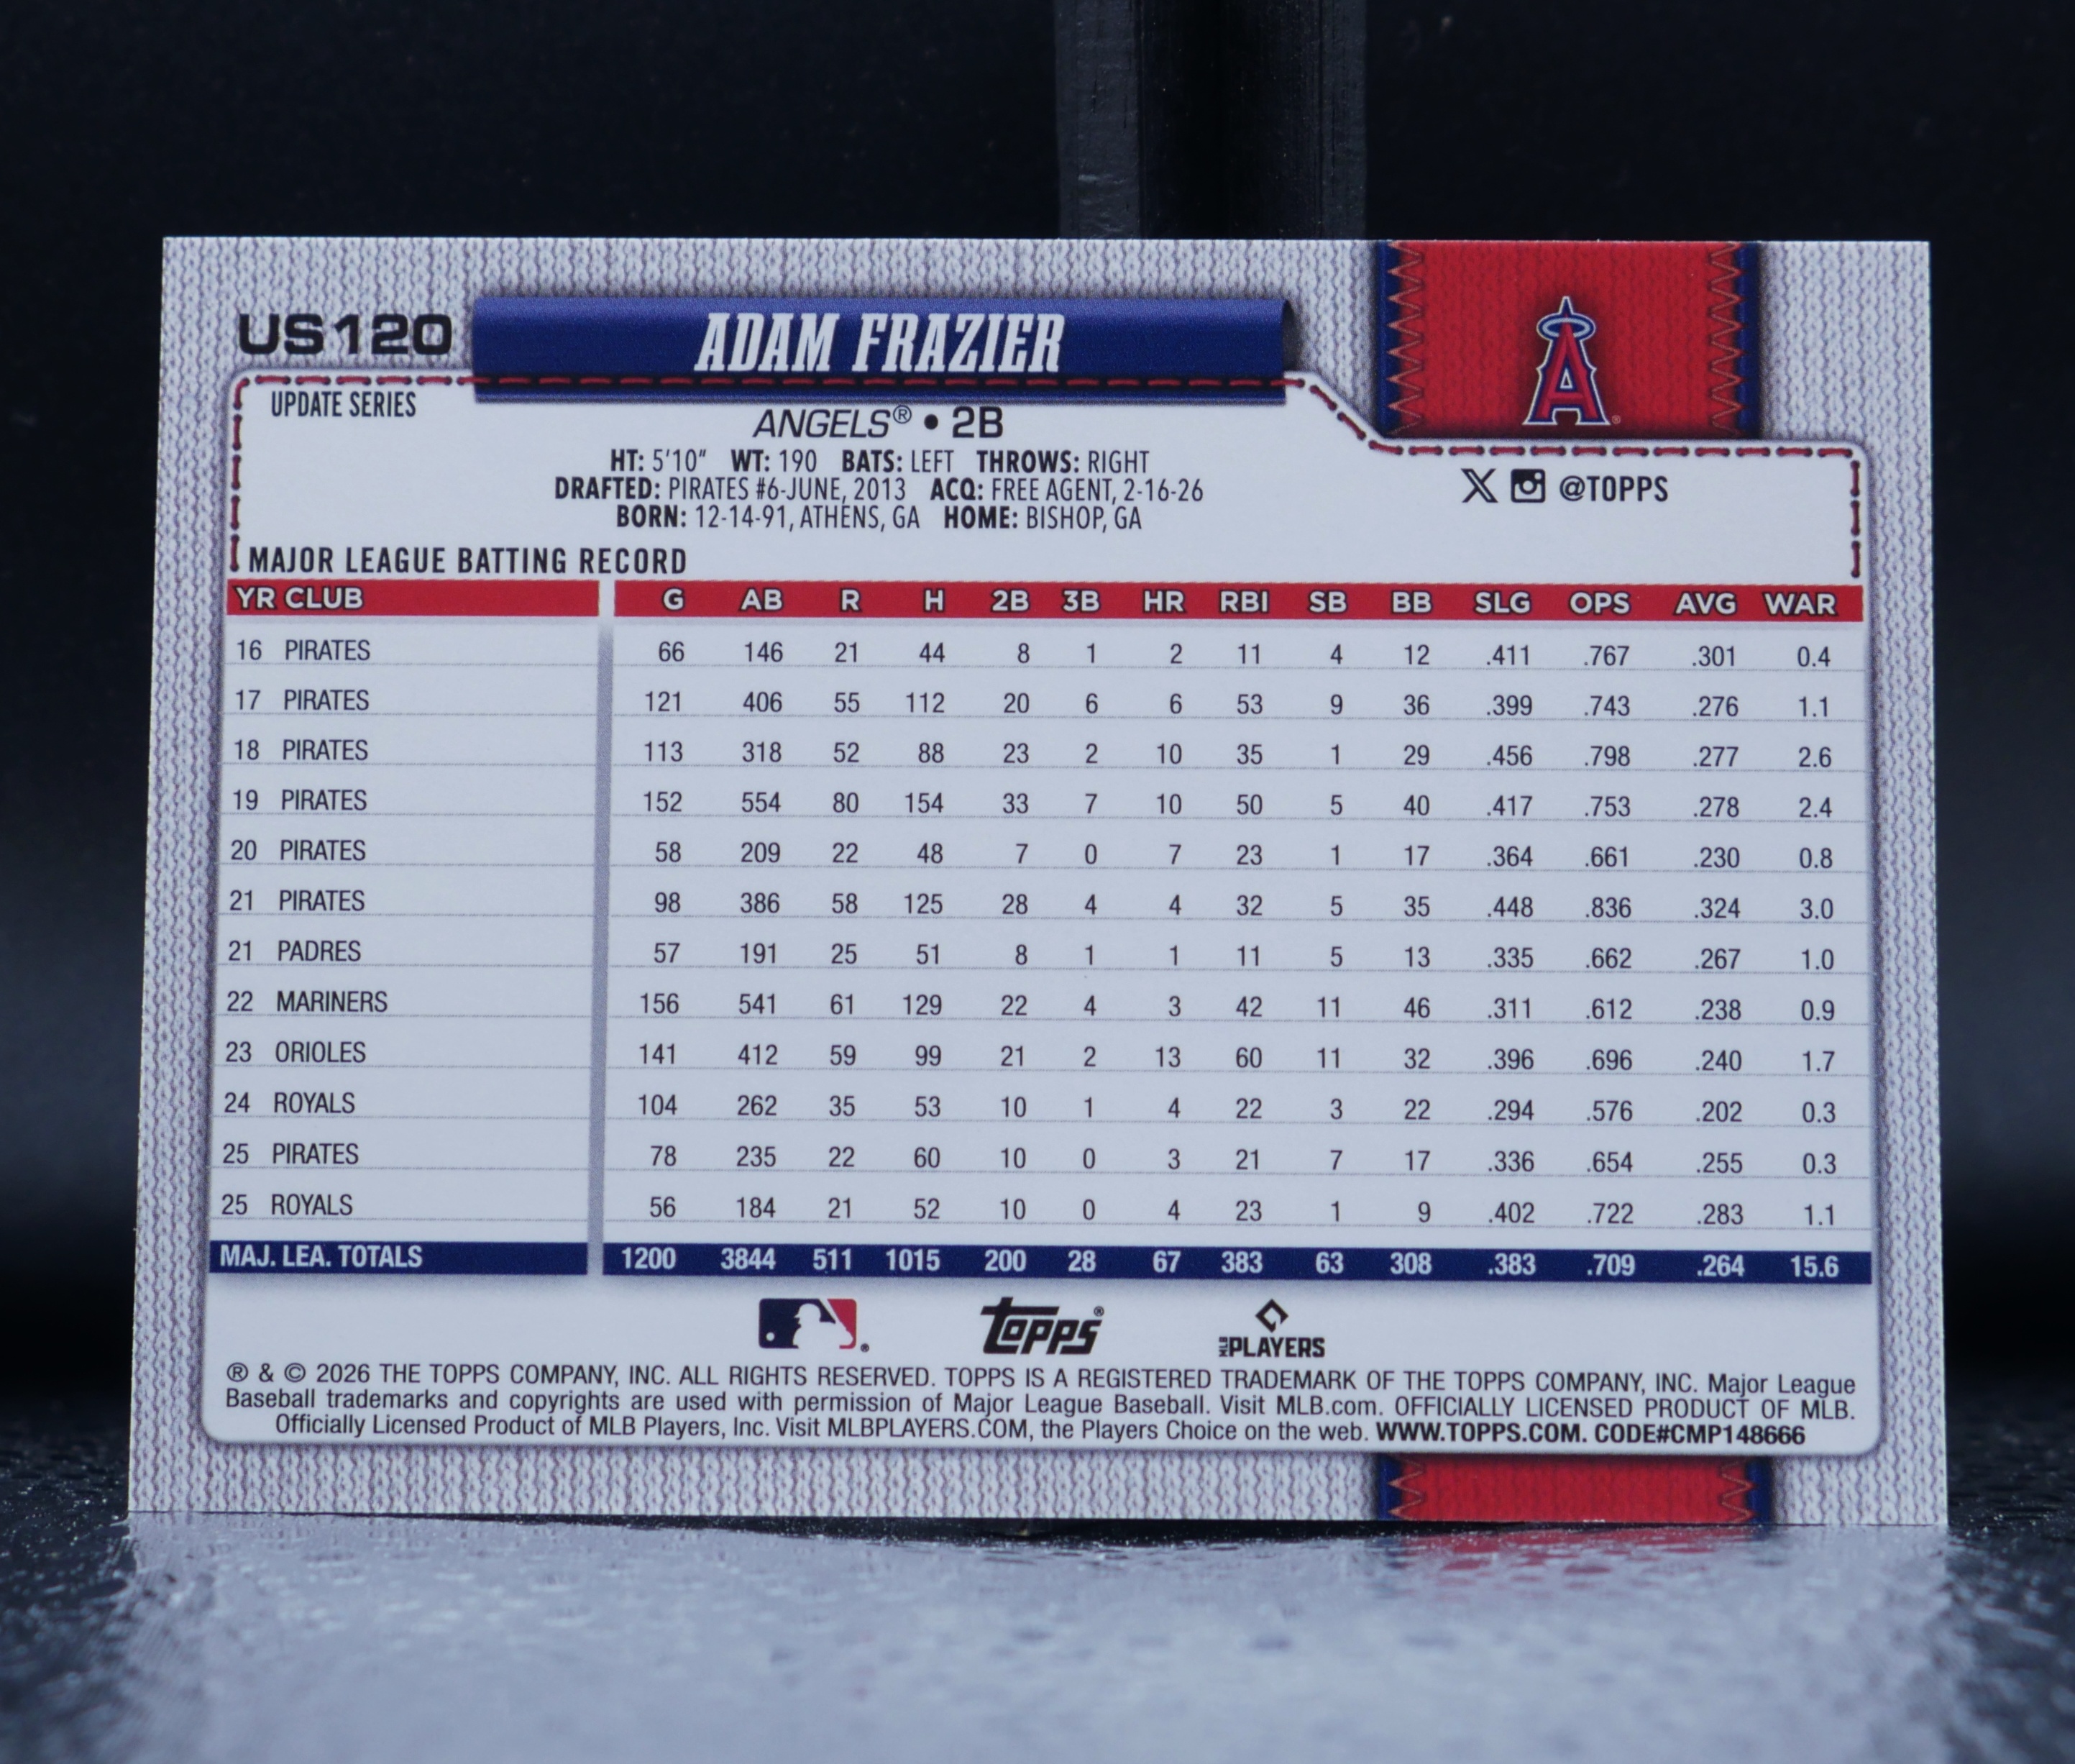 US120
ADAM FRAZIER
A
UPDATE SERIES
ANGELS® • 2B
HT: 5'10" WT: 190 BATS: LEFT THROWS: RIGHT
DRAFTED: PIRATES #6-JUNE, 2013 ACQ: FREE AGENT, 2-16-26
BORN: 12-14-91, ATHENS, GA HOME: BISHOP, GA
@TOPPS
MAJOR LEAGUE BATTING RECORD
YR CLUB G AB R H 2B 3B HR RBI SB BB SLG OPS AVG WAR
16 PIRATES 66 146 21 44 8 1 2 11 4 12 .411 .767 .301 0.4
17 PIRATES 121 406 55 112 20 6 6 53 9 36 .399 .743 .276 1.1
18 PIRATES 113 318 52 88 23 2 10 35 1 29 .456 .798 .277 2.6
19 PIRATES 152 554 80 154 33 7 10 50 5 40 .417 .753 .278 2.4
20 PIRATES 58 209 22 48 7 0 7 23 1 17 .364 .661 .230 0.8
21 PIRATES 98 386 58 125 28 4 4 32 5 35 .448 .836 .324 3.0
21 PADRES 57 191 25 51 8 1 1 11 5 13 .335 .662 .267 1.0
22 MARINERS 156 541 61 129 22 4 3 42 11 46 .311 .612 .238 0.9
23 ORIOLES 141 412 59 99 21 2 13 60 11 32 .396 .696 .240 1.7
24 ROYALS 104 262 35 53 10 1 4 22 3 22 .294 .576 .202 0.3
25 PIRATES 78 235 22 60 10 0 3 21 7 17 .336 .654 .255 0.3
25 ROYALS 56 184 21 52 10 0 4 23 1 9 .402 .722 .283 1.1
MAJ. LEA. TOTALS 1200 3844 511 1015 200 28 67 383 63 308 .383 .709 .264 15.6
topps®
MLB PLAYERS
® & © 2026 THE TOPPS COMPANY, INC. ALL RIGHTS RESERVED. TOPPS IS A REGISTERED TRADEMARK OF THE TOPPS COMPANY, INC. Major League
Baseball trademarks and copyrights are used with permission of Major League Baseball. Visit MLB.com. OFFICIALLY LICENSED PRODUCT OF MLB.
Officially Licensed Product of MLB Players, Inc. Visit MLBPLAYERS.COM, the Players Choice on the web. WWW.TOPPS.COM. CODE#CMP148666